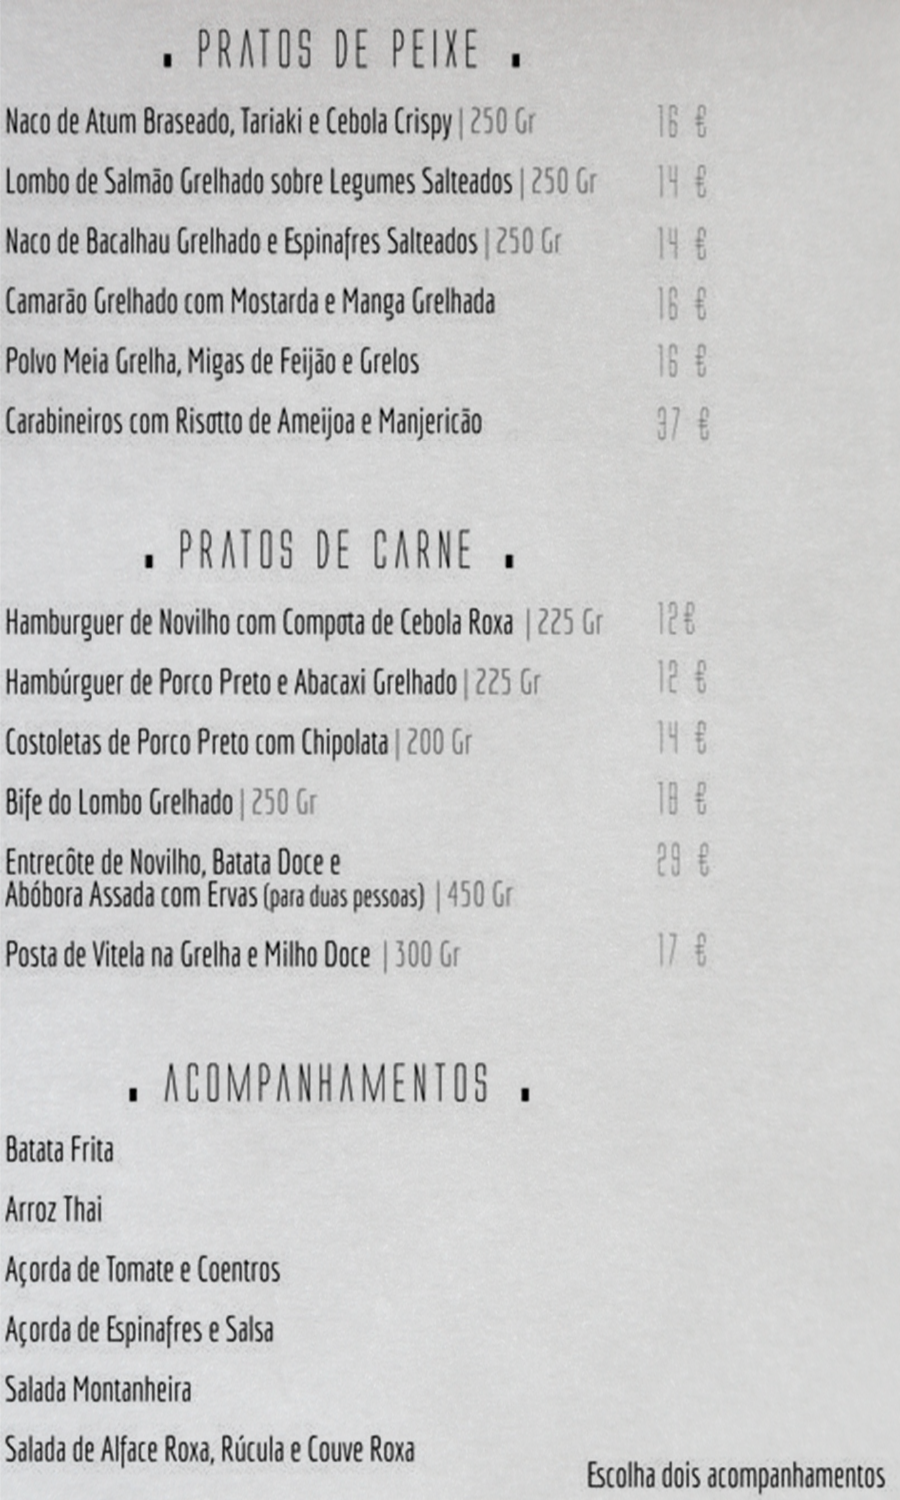 . PRATOS DE PEIXE .
Naco de Atum Braseado, Tariaki e Cebola Crispy | 250 Gr 16 €
Lombo de Salmão Grelhado sobre Legumes Salteados | 250 Gr 14 €
Naco de Bacalhau Grelhado e Espinafres Salteados | 250 Gr 14 €
Camarão Grelhado com Mostarda e Manga Grelhada 16 €
Polvo Meia Grelha, Migas de Feijão e Grelos 16 €
Carabineiros com Risotto de Ameijoa e Manjericão 37 €
. PRATOS DE CARNE .
Hamburguer de Novilho com Compota de Cebola Roxa | 225 Gr 12€
Hambúrguer de Porco Preto e Abacaxi Grelhado | 225 Gr 12 €
Costoletas de Porco Preto com Chipolata | 200 Gr 14 €
Bife do Lombo Grelhado | 250 Gr 18 €
Entrecôte de Novilho, Batata Doce e 29 €
Abóbora Assada com Ervas (para duas pessoas) | 450 Gr
Posta de Vitela na Grelha e Milho Doce | 300 Gr 17 €
. ACOMPANHAMENTOS .
Batata Frita
Arroz Thai
Açorda de Tomate e Coentros
Açorda de Espinafres e Salsa
Salada Montanheira
Salada de Alface Roxa, Rúcula e Couve Roxa
Escolha dois acompanhamentos